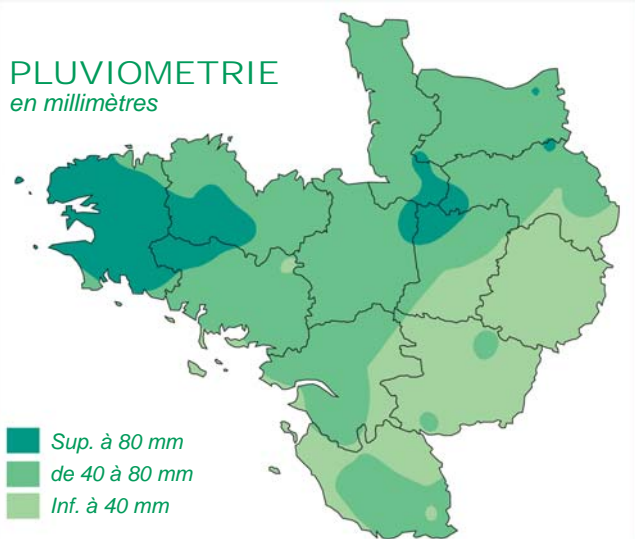 PLUVIOMETRIE
en millimètres
Sup. à 80 mm
de 40 à 80 mm
Inf. à 40 mm